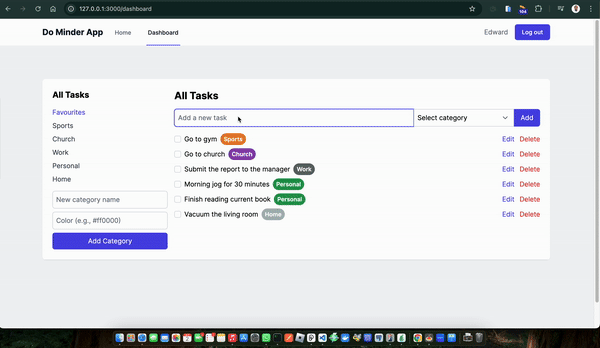 127.0.0.1:3000/dashboard
Do Minder App Home Dashboard Edward Log out
All Tasks
Favourites
Sports
Church
Work
Personal
Home
New category name
Color (e.g., #ff0000)
Add Category
All Tasks
Add a new task Select category Add
Go to gym Sports Edit Delete
Go to church Church Edit Delete
Submit the report to the manager Work Edit Delete
Morning jog for 30 minutes Personal Edit Delete
Finish reading current book Personal Edit Delete
Vacuum the living room Home Edit Delete